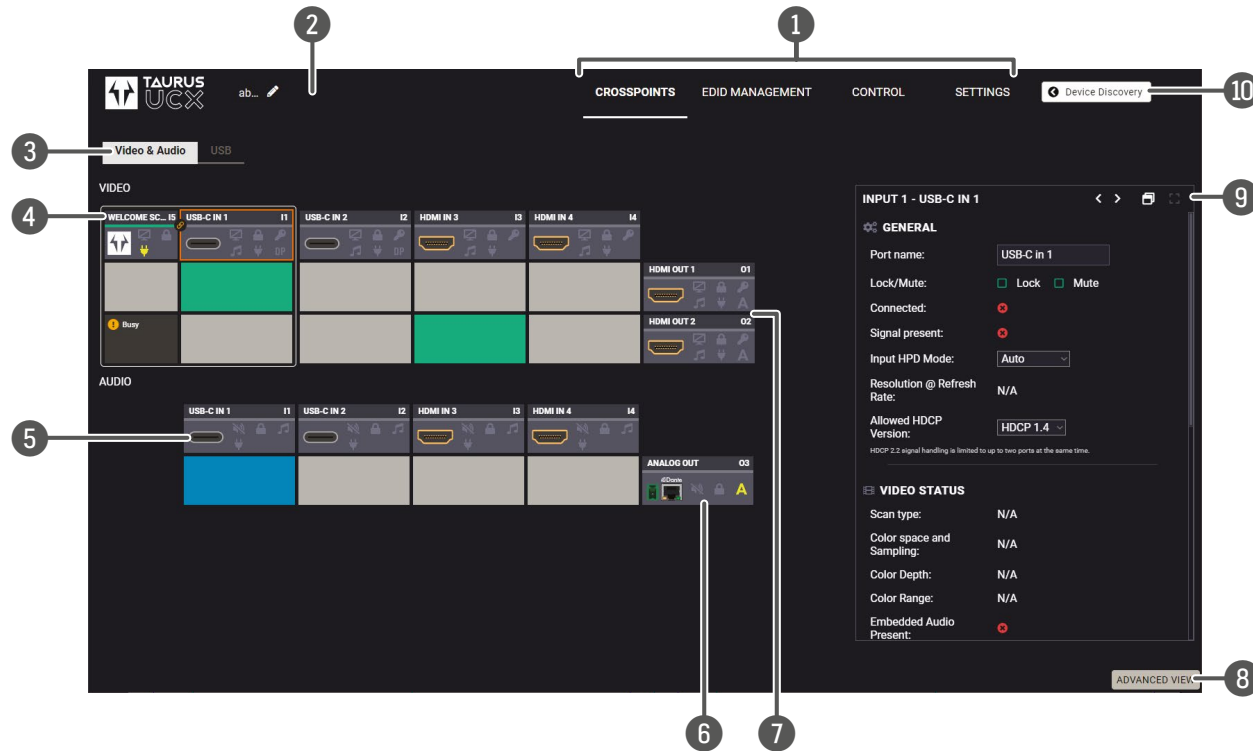 2
1
TAURUS
UCX
ab...
CROSSPOINTS
EDID MANAGEMENT
CONTROL
SETTINGS
Device Discovery
10
3
Video & Audio
USB
VIDEO
4
WELCOME SC... I5
USB-C IN 1 I1
USB-C IN 2 I2
HDMI IN 3 I3
HDMI IN 4 I4
DP
DP
HDMI OUT 1 O1
A
! Busy
HDMI OUT 2 O2
A
7
AUDIO
5
USB-C IN 1 I1
USB-C IN 2 I2
HDMI IN 3 I3
HDMI IN 4 I4
ANALOG OUT O3
Dante
A
6
INPUT 1 - USB-C IN 1
9
GENERAL
Port name: USB-C in 1
Lock/Mute: Lock Mute
Connected:
Signal present:
Input HPD Mode: Auto
Resolution @ Refresh
Rate: N/A
Allowed HDCP
Version: HDCP 1.4
HDCP 2.2 signal handling is limited to up to two ports at the same time.
VIDEO STATUS
Scan type: N/A
Color space and
Sampling: N/A
Color Depth: N/A
Color Range: N/A
Embedded Audio
Present:
ADVANCED VIEW
8